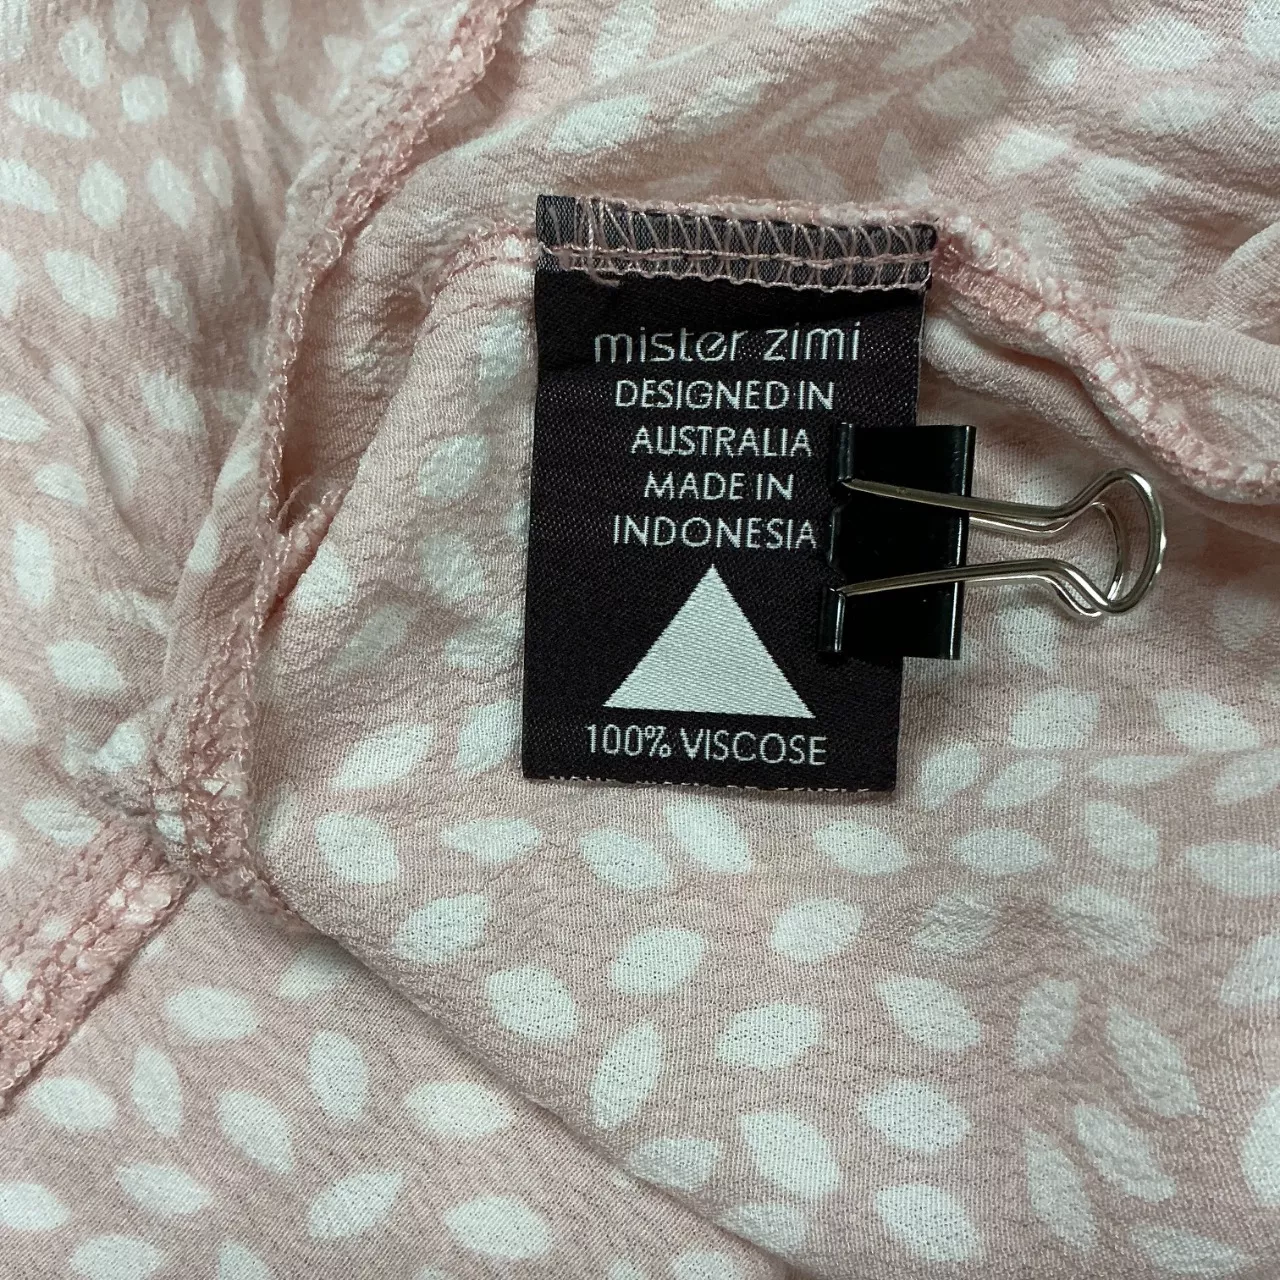 mister zimi
DESIGNED IN
AUSTRALIA
MADE IN
INDONESIA
100% VISCOSE